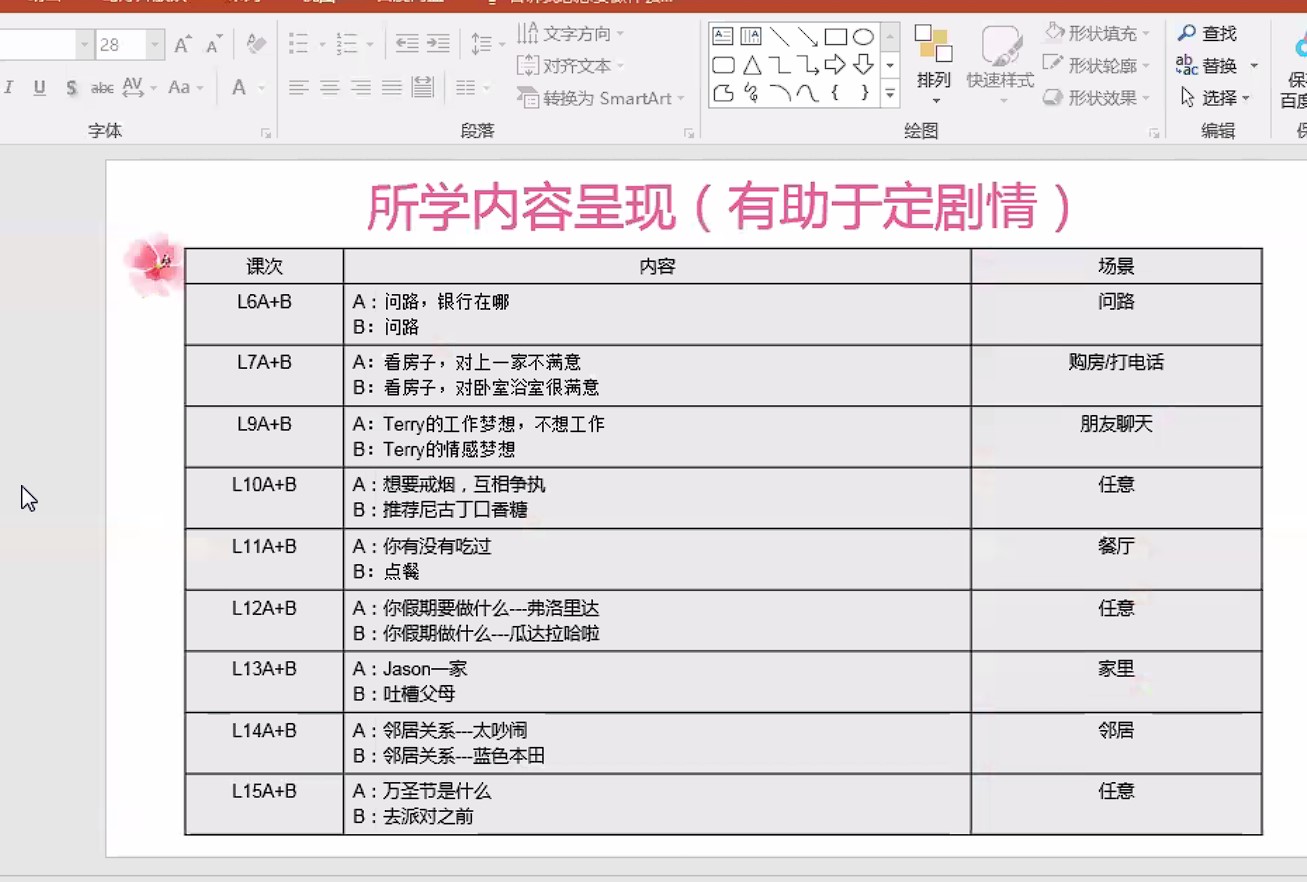 28
文字方向
A A
B
I U S abc AV Aa A
对齐文本
转换为 SmartArt
排列
快速样式
形状填充
形状轮廓
形状效果
查找
替换
选择
字体
段落
绘图
编辑
所学内容呈现（有助于定剧情）
课次 内容 场景
L6A+B
A：问路，银行在哪
B：问路
问路
L7A+B
A：看房子，对上一家不满意
B：看房子，对卧室浴室很满意
购房/打电话
L9A+B
A：Terry的工作梦想，不想工作
B：Terry的情感梦想
朋友聊天
L10A+B
A：想要戒烟，互相争执
B：推荐尼古丁口香糖
任意
L11A+B
A：你有没有吃过
B：点餐
餐厅
L12A+B
A：你假期要做什么---弗洛里达
B：你假期做什么---瓜达拉哈啦
任意
L13A+B
A：Jason一家
B：吐槽父母
家里
L14A+B
A：邻居关系---太吵闹
B：邻居关系---蓝色本田
邻居
L15A+B
A：万圣节是什么
B：去派对之前
任意